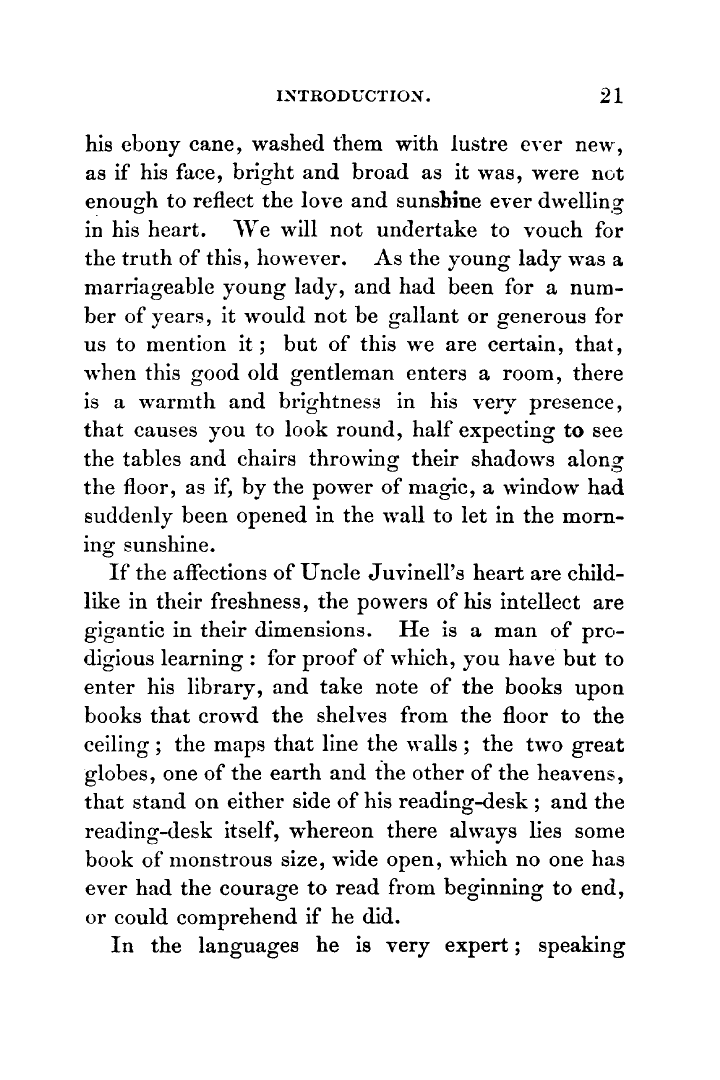 INTRODUCTION. 21
his ebony cane, washed them with lustre ever new,
as if his face, bright and broad as it was, were not
enough to reflect the love and sunshine ever dwelling
in his heart. We will not undertake to vouch for
the truth of this, however. As the young lady was a
marriageable young lady, and had been for a num-
ber of years, it would not be gallant or generous for
us to mention it ; but of this we are certain, that,
when this good old gentleman enters a room, there
is a warmth and brightness in his very presence,
that causes you to look round, half expecting to see
the tables and chairs throwing their shadows along
the floor, as if, by the power of magic, a window had
suddenly been opened in the wall to let in the morn-
ing sunshine.
If the affections of Uncle Juvinell's heart are child-
like in their freshness, the powers of his intellect are
gigantic in their dimensions. He is a man of pro-
digious learning : for proof of which, you have but to
enter his library, and take note of the books upon
books that crowd the shelves from the floor to the
ceiling ; the maps that line the walls ; the two great
globes, one of the earth and the other of the heavens,
that stand on either side of his reading-desk ; and the
reading-desk itself, whereon there always lies some
book of monstrous size, wide open, which no one has
ever had the courage to read from beginning to end,
or could comprehend if he did.
In the languages he is very expert ; speaking